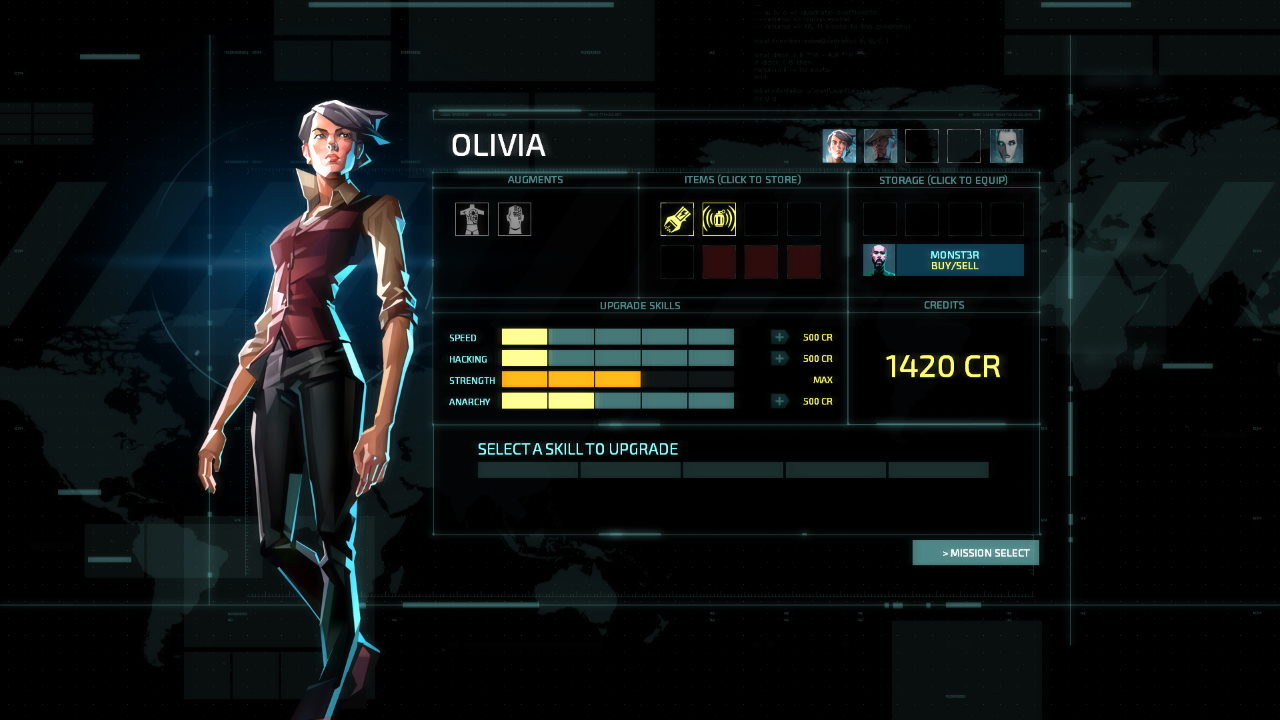 OLIVIA
AUGMENTS
ITEMS (CLICK TO STORE)
STORAGE (CLICK TO EQUIP)
MONST3R
BUY/SELL
UPGRADE SKILLS
CREDITS
SPEED
500 CR
HACKING
500 CR
STRENGTH
MAX
ANARCHY
500 CR
1420 CR
SELECT A SKILL TO UPGRADE
> MISSION SELECT